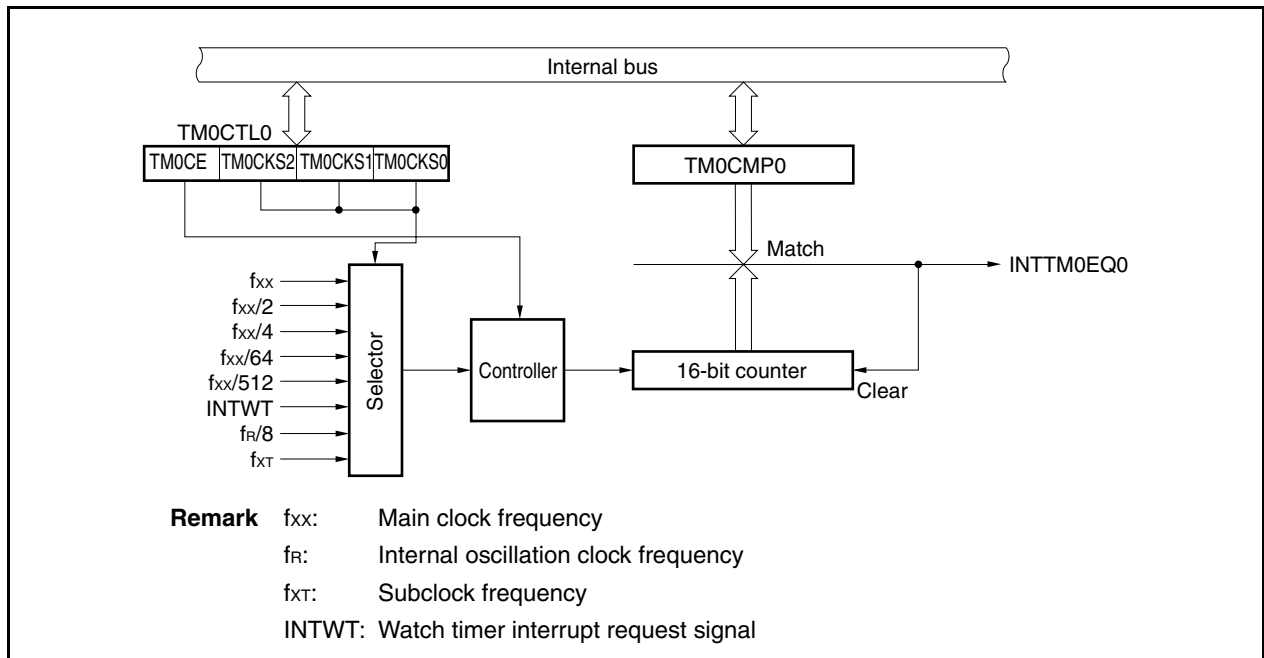 Internal bus
TM0CTL0
TM0CE TM0CKS2 TM0CKS1 TM0CKS0
TM0CMP0
Match
INTTM0EQ0
fXX
fXX/2
fXX/4
fXX/64
fXX/512
INTWT
fR/8
fXT
Selector
Controller
16-bit counter
Clear
Remark fXX: Main clock frequency
fR: Internal oscillation clock frequency
fXT: Subclock frequency
INTWT: Watch timer interrupt request signal